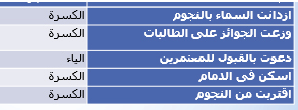 ازدانت السماء بالنجوم الكسرة
وزعت الجوائز على الطالبات الكسرة
دعوت بالقبول للمعتمرين الياء
اسكن في الامام الكسرة
اقتربت من النجوم الكسرة